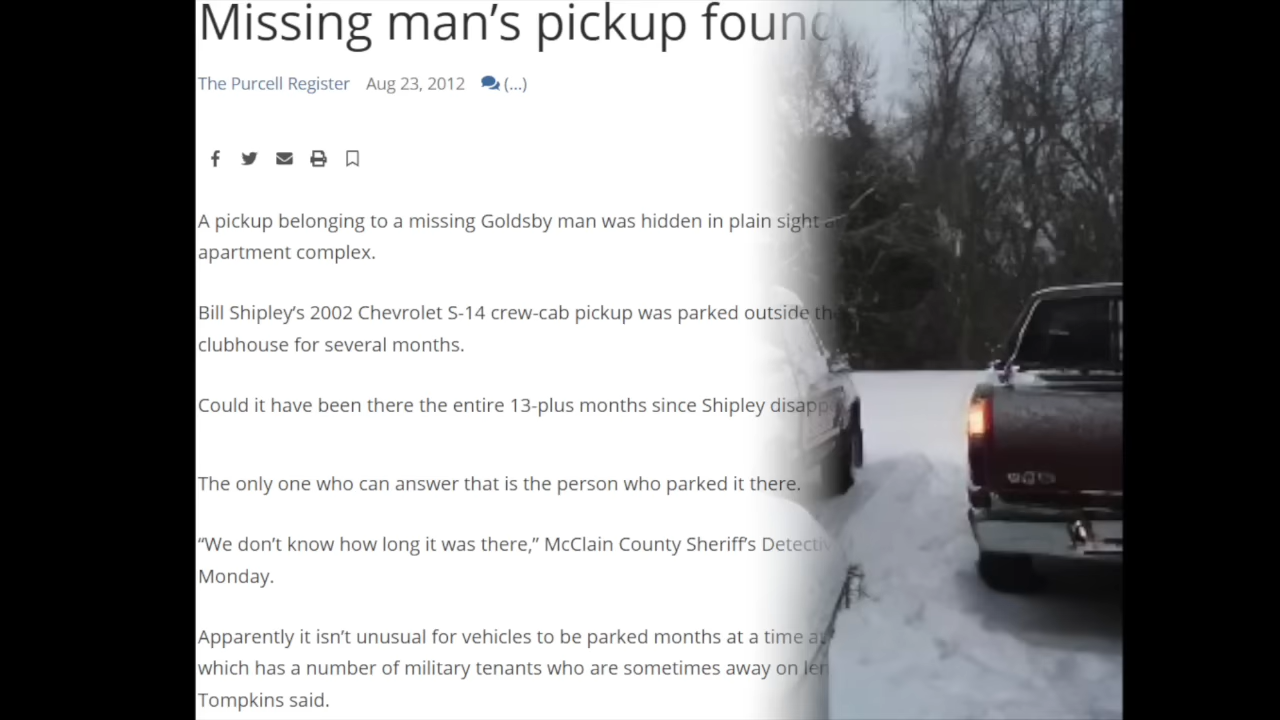 Missing man’s pickup found
The Purcell Register Aug 23, 2012 (...)
A pickup belonging to a missing Goldsby man was hidden in plain sight
apartment complex.
Bill Shipley’s 2002 Chevrolet S-14 crew-cab pickup was parked outside the
clubhouse for several months.
Could it have been there the entire 13-plus months since Shipley
The only one who can answer that is the person who parked it there.
“We don’t know how long it was there,” McClain County Sheriff’s
Monday.
Apparently it isn’t unusual for vehicles to be parked months at a time
which has a number of military tenants who are sometimes away on
Tompkins said.